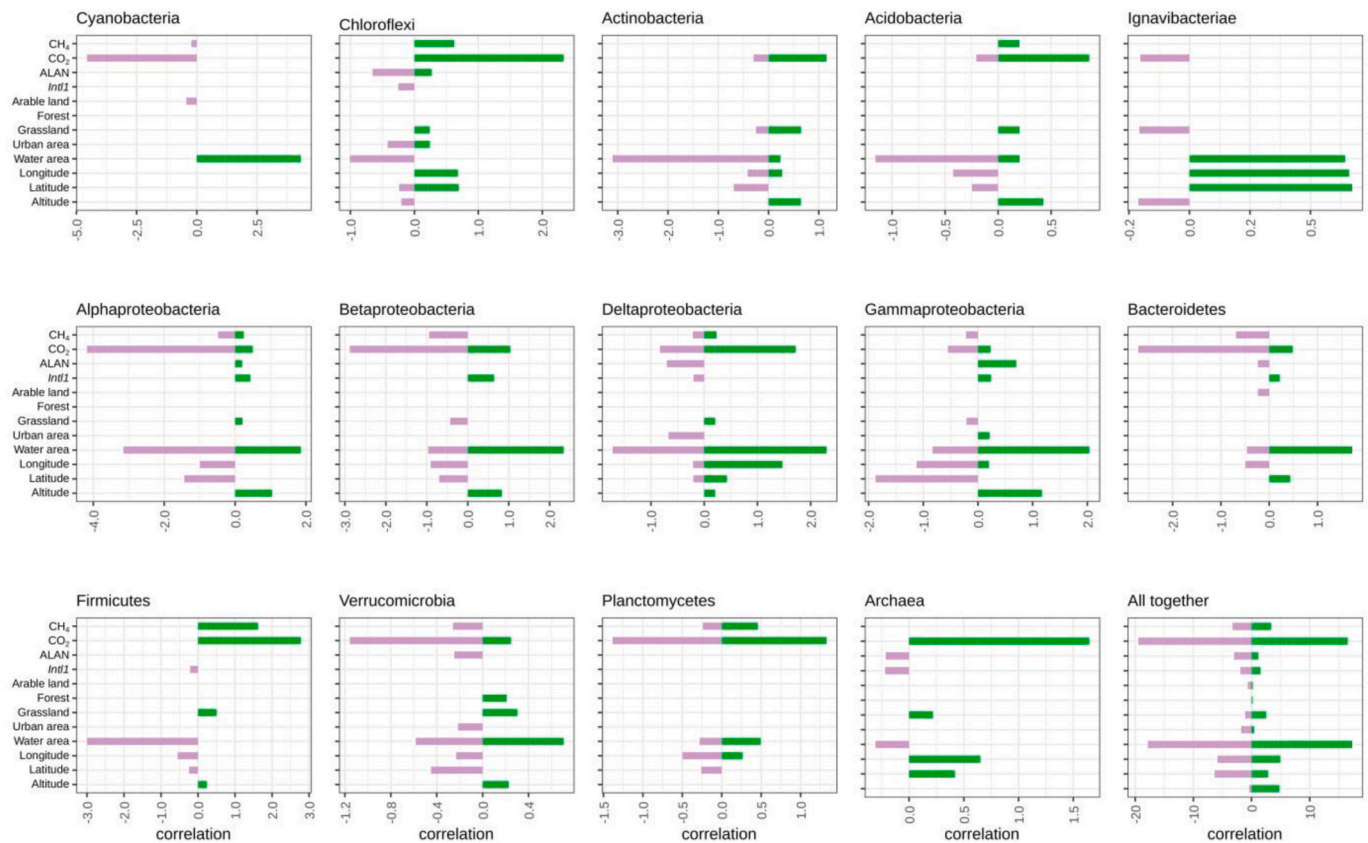 Cyanobacteria
Chloroflexi
Actinobacteria
Acidobacteria
Ignavibacteriae
CH₄
CO₂
ALAN
Intl1
Arable land
Forest
Grassland
Urban area
Water area
Longitude
Latitude
Altitude
-5.0 -2.5 0.0 2.5
-1.0 0.0 1.0 2.0
-3.0 -2.0 -1.0 0.0 1.0
-1.0 -0.5 0.0 0.5
-0.2 0.0 0.2 0.5
Alphaproteobacteria
Betaproteobacteria
Deltaproteobacteria
Gammaproteobacteria
Bacteroidetes
CH₄
CO₂
ALAN
Intl1
Arable land
Forest
Grassland
Urban area
Water area
Longitude
Latitude
Altitude
-4.0 -2.0 0.0 2.0
-3.0 -2.0 -1.0 0.0 1.0 2.0
-1.0 0.0 1.0 2.0
-2.0 -1.0 0.0 1.0 2.0
-2.0 -1.0 0.0 1.0
Firmicutes
Verrucomicrobia
Planctomycetes
Archaea
All together
CH₄
CO₂
ALAN
Intl1
Arable land
Forest
Grassland
Urban area
Water area
Longitude
Latitude
Altitude
-3.0 -2.0 -1.0 0.0 1.0 2.0 3.0
-1.2 -0.8 -0.4 0.0 0.4
-1.5 -1.0 -0.5 0.0 0.5 1.0
0.0 0.5 1.0 1.5
-20 -10 0 10
correlation
correlation
correlation
correlation
correlation